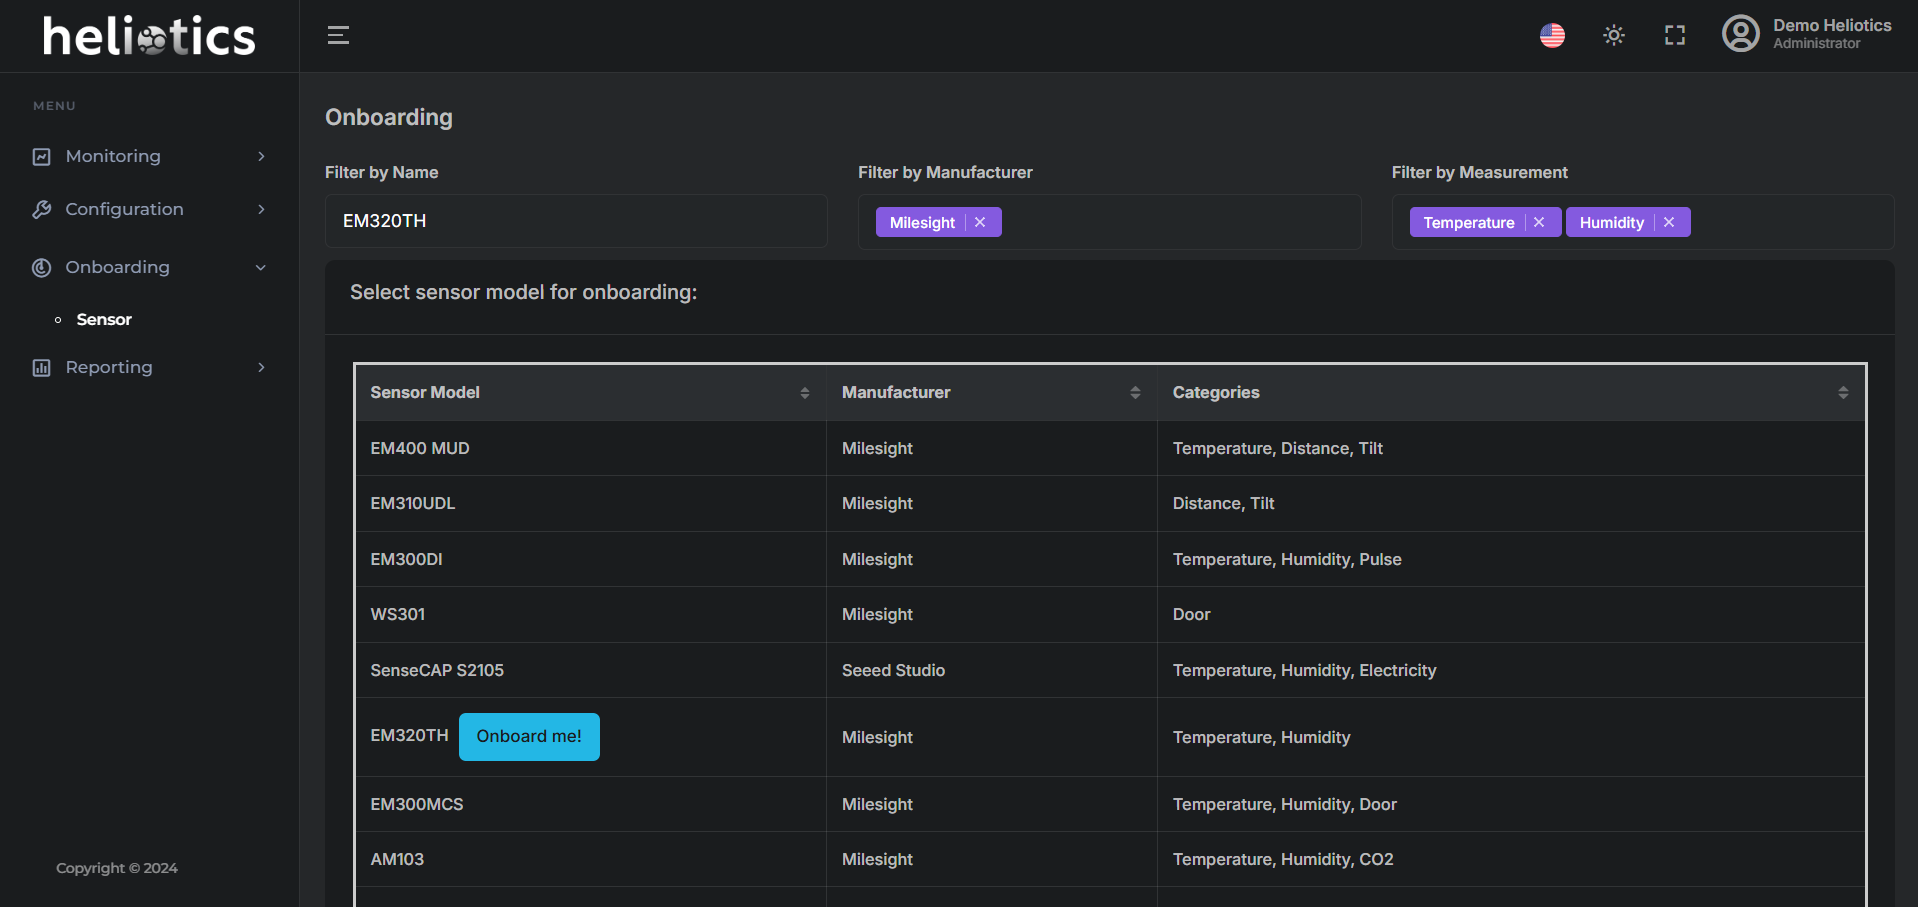 heliotics
Demo Heliotics
Administrator
MENU
Monitoring
Configuration
Onboarding
Sensor
Reporting
Copyright © 2024
Onboarding
Filter by Name
EM320TH
Filter by Manufacturer
Milesight
Filter by Measurement
Temperature Humidity
Select sensor model for onboarding:
Sensor Model Manufacturer Categories
EM400 MUD Milesight Temperature, Distance, Tilt
EM310UDL Milesight Distance, Tilt
EM300DI Milesight Temperature, Humidity, Pulse
WS301 Milesight Door
SenseCAP S2105 Seeed Studio Temperature, Humidity, Electricity
EM320TH Onboard me! Milesight Temperature, Humidity
EM300MCS Milesight Temperature, Humidity, Door
AM103 Milesight Temperature, Humidity, CO2